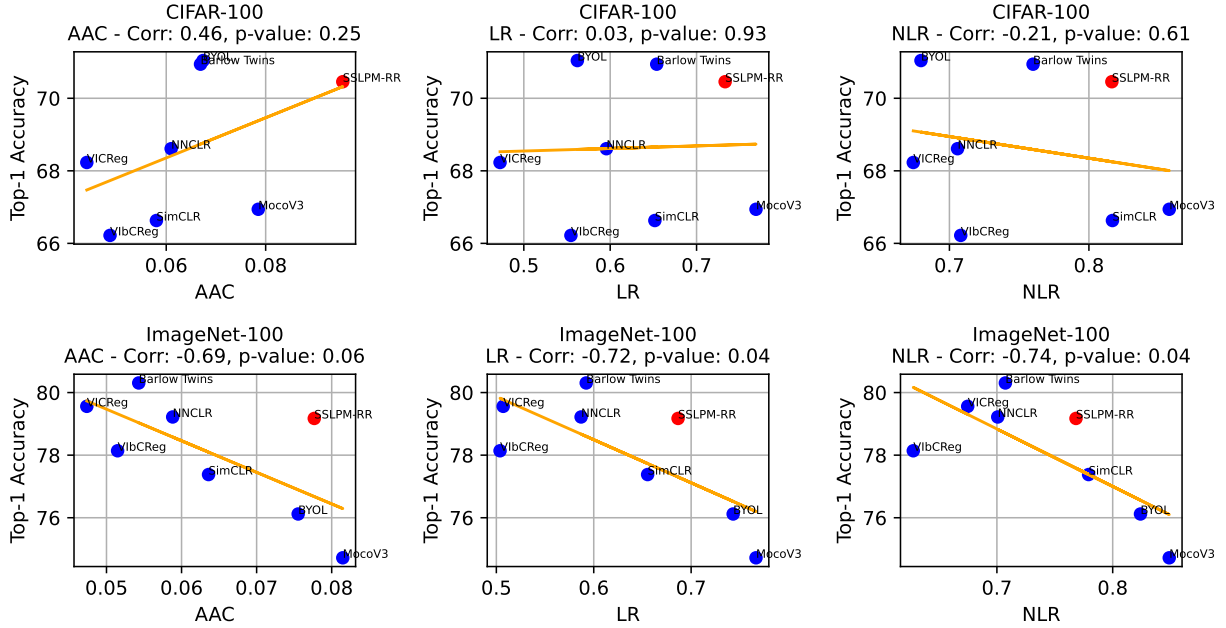 CIFAR-100
AAC - Corr: 0.46, p-value: 0.25
Top-1 Accuracy
70
68
66
BYOL
Barlow Twins
SSLPM-RR
NNCLR
VICReg
SimCLR
MocoV3
VIbCReg
0.06
0.08
AAC
CIFAR-100
LR - Corr: 0.03, p-value: 0.93
Top-1 Accuracy
70
68
66
BYOL
Barlow Twins
SSLPM-RR
NNCLR
VICReg
SimCLR
MocoV3
VIbCReg
0.5
0.6
0.7
LR
CIFAR-100
NLR - Corr: -0.21, p-value: 0.61
Top-1 Accuracy
70
68
66
BYOL
Barlow Twins
SSLPM-RR
NNCLR
VICReg
MocoV3
SimCLR
VIbCReg
0.7
0.8
NLR
ImageNet-100
AAC - Corr: -0.69, p-value: 0.06
Top-1 Accuracy
80
78
76
Barlow Twins
VICReg
NNCLR
SSLPM-RR
VIbCReg
SimCLR
BYOL
MocoV3
0.05
0.06
0.07
0.08
AAC
ImageNet-100
LR - Corr: -0.72, p-value: 0.04
Top-1 Accuracy
80
78
76
Barlow Twins
VICReg
NNCLR
SSLPM-RR
VIbCReg
SimCLR
BYOL
MocoV3
0.5
0.6
0.7
LR
ImageNet-100
NLR - Corr: -0.74, p-value: 0.04
Top-1 Accuracy
80
78
76
Barlow Twins
VICReg
NNCLR
SSLPM-RR
VIbCReg
SimCLR
BYOL
MocoV3
0.7
0.8
NLR